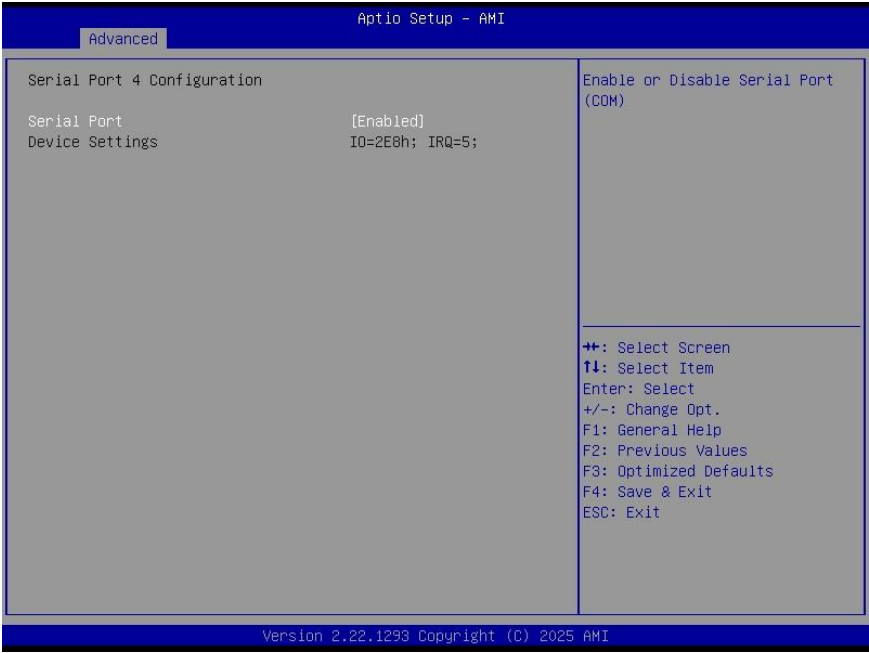 Aptio Setup – AMI
Advanced
Serial Port 4 Configuration
Serial Port [Enabled]
Device Settings IO=2E8h; IRQ=5;
Enable or Disable Serial Port
(COM)
→←: Select Screen
↑↓: Select Item
Enter: Select
+/-: Change Opt.
F1: General Help
F2: Previous Values
F3: Optimized Defaults
F4: Save & Exit
ESC: Exit
Version 2.22.1293 Copyright (C) 2025 AMI